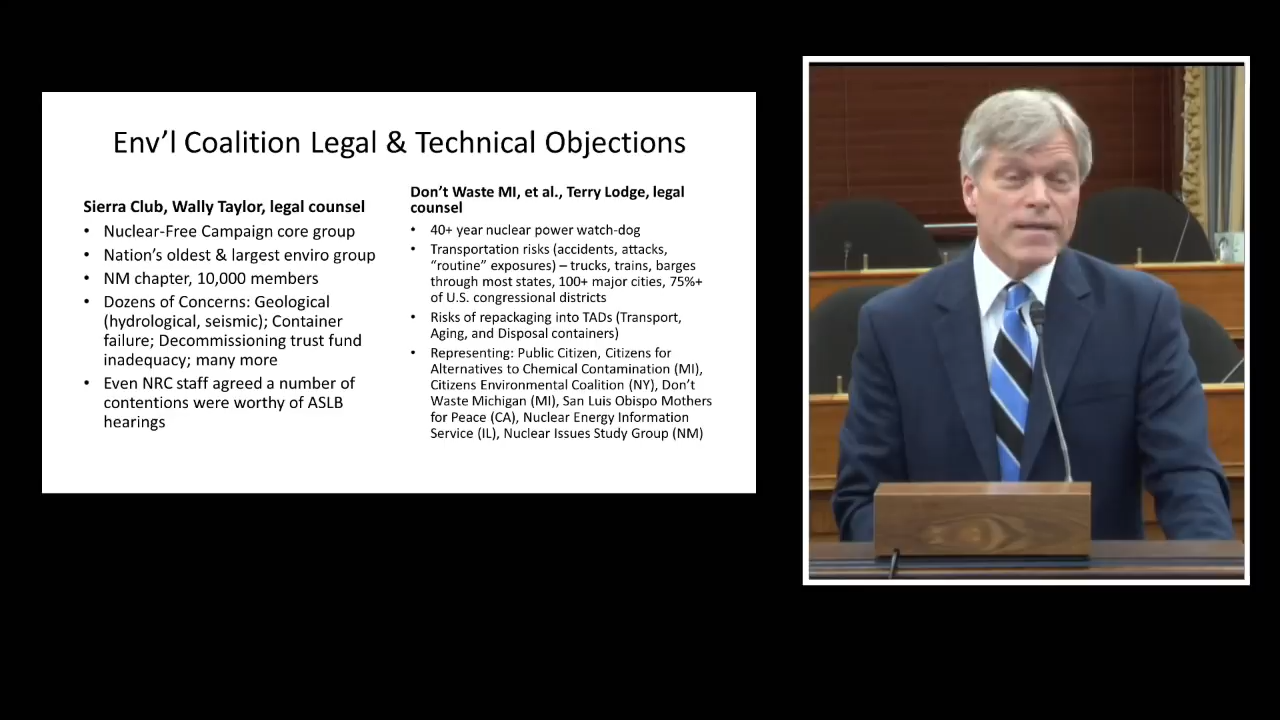 Env’l Coalition Legal & Technical Objections
Sierra Club, Wally Taylor, legal counsel
• Nuclear-Free Campaign core group
• Nation’s oldest & largest enviro group
• NM chapter, 10,000 members
• Dozens of Concerns: Geological
(hydrological, seismic); Container
failure; Decommissioning trust fund
inadequacy; many more
• Even NRC staff agreed a number of
contentions were worthy of ASLB
hearings
Don’t Waste MI, et al., Terry Lodge, legal
counsel
• 40+ year nuclear power watch-dog
• Transportation risks (accidents, attacks,
“routine” exposures) – trucks, trains, barges
through most states, 100+ major cities, 75%+
of U.S. congressional districts
• Risks of repackaging into TADs (Transport,
Aging, and Disposal containers)
• Representing: Public Citizen, Citizens for
Alternatives to Chemical Contamination (MI),
Citizens Environmental Coalition (NY), Don’t
Waste Michigan (MI), San Luis Obispo Mothers
for Peace (CA), Nuclear Energy Information
Service (IL), Nuclear Issues Study Group (NM)